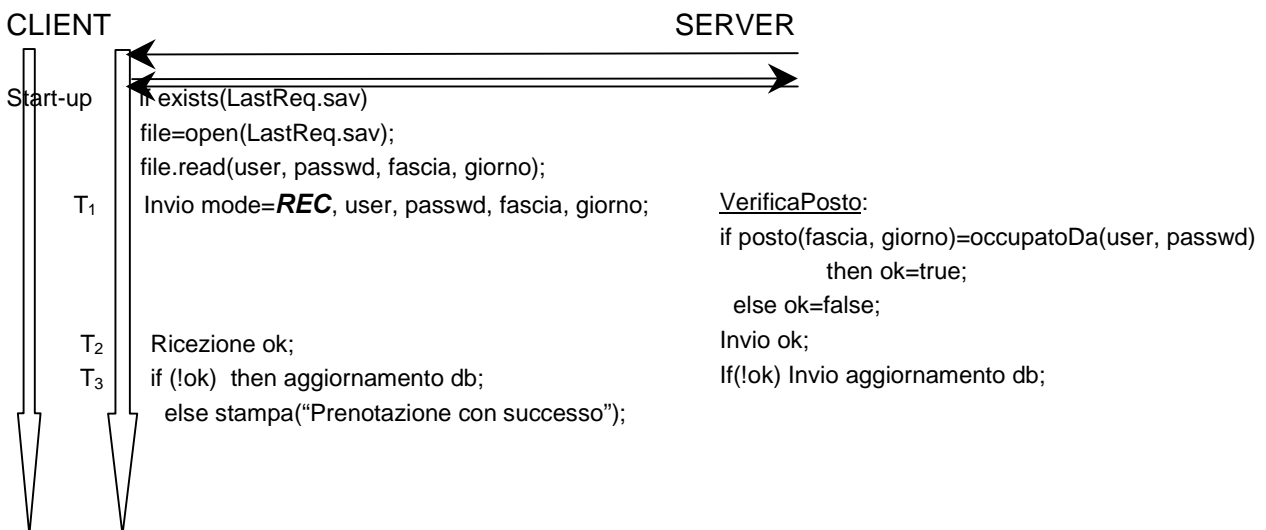 CLIENT SERVER
Start-up if exists(LastReq.sav)
file=open(LastReq.sav);
file.read(user, passwd, fascia, giorno);
T1 Invio mode=REC, user, passwd, fascia, giorno; VerificaPosto:
if posto(fascia, giorno)=occupatoDa(user, passwd)
then ok=true;
else ok=false;
T2 Ricezione ok; Invio ok;
T3 if (!ok) then aggiornamento db; If(!ok) Invio aggiornamento db;
else stampa(“Prenotazione con successo”);